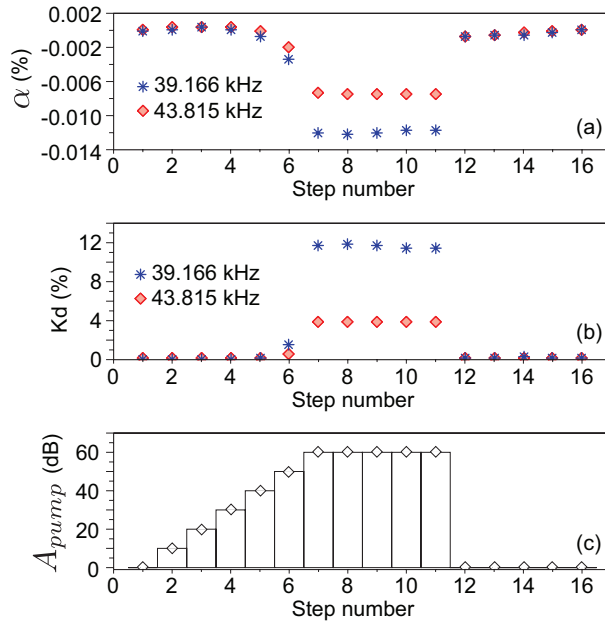 0.002
-0.002
-0.006
-0.010
-0.014
α (%)
39.166 kHz
43.815 kHz
(a)
0 2 4 6 8 10 12 14 16
Step number
12
8
4
0
Kd (%)
39.166 kHz
43.815 kHz
(b)
0 2 4 6 8 10 12 14 16
Step number
60
40
20
0
A_pump (dB)
(c)
0 2 4 6 8 10 12 14 16
Step number